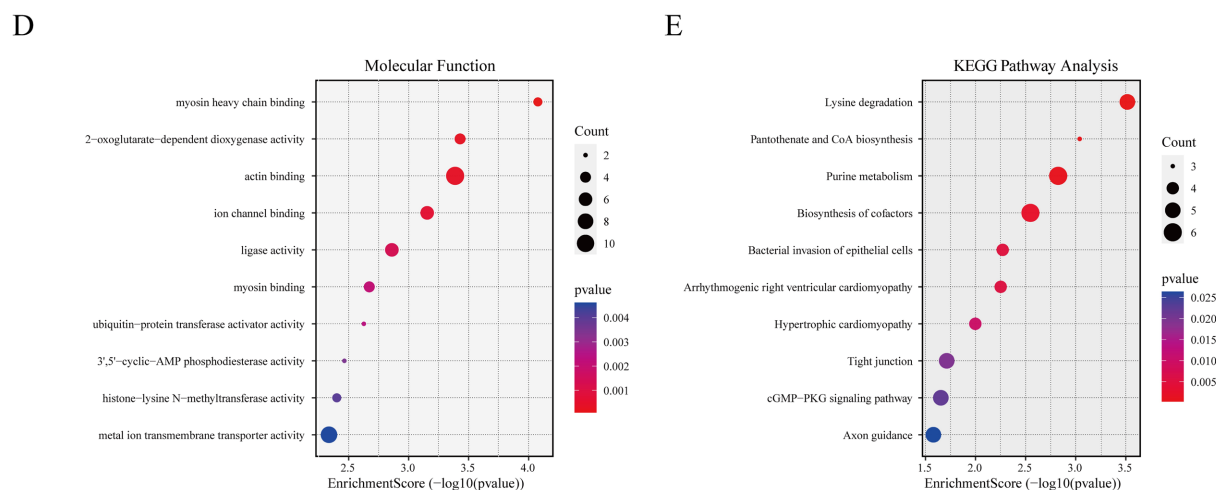 D
Molecular Function
myosin heavy chain binding
2−oxoglutarate−dependent dioxygenase activity
actin binding
ion channel binding
ligase activity
myosin binding
ubiquitin−protein transferase activator activity
3',5'−cyclic−AMP phosphodiesterase activity
histone−lysine N−methyltransferase activity
metal ion transmembrane transporter activity
2.5 3.0 3.5 4.0
EnrichmentScore (−log10(pvalue))
Count
2
4
6
8
10
pvalue
0.004
0.003
0.002
0.001
E
KEGG Pathway Analysis
Lysine degradation
Pantothenate and CoA biosynthesis
Purine metabolism
Biosynthesis of cofactors
Bacterial invasion of epithelial cells
Arrhythmogenic right ventricular cardiomyopathy
Hypertrophic cardiomyopathy
Tight junction
cGMP−PKG signaling pathway
Axon guidance
1.5 2.0 2.5 3.0 3.5
EnrichmentScore (−log10(pvalue))
Count
3
4
5
6
pvalue
0.025
0.020
0.015
0.010
0.005